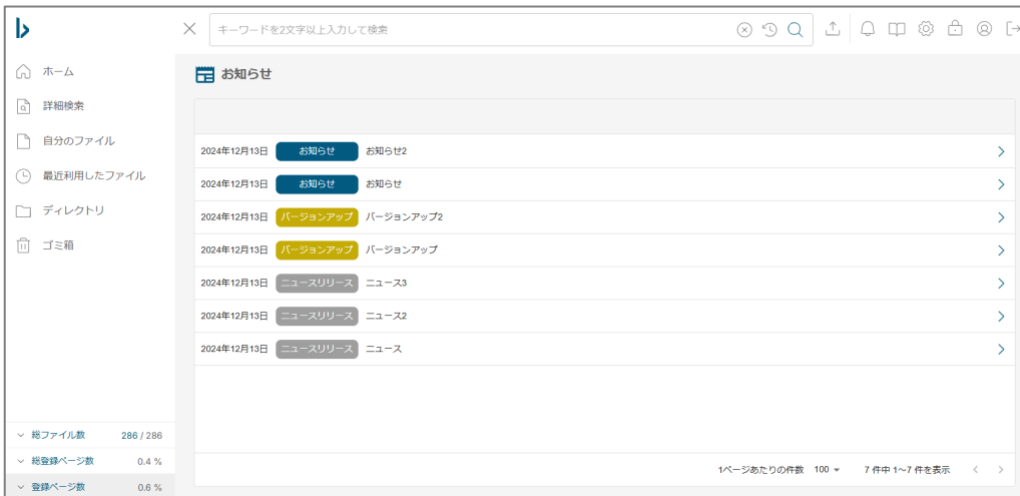 キーワードを2文字以上入力して検索
ホーム
詳細検索
自分のファイル
最近利用したファイル
ディレクトリ
ゴミ箱
総ファイル数 286 / 286
総登録ページ数 0.4 %
登録ページ数 0.6 %
お知らせ
2024年12月13日 お知らせ お知らせ2
2024年12月13日 お知らせ お知らせ
2024年12月13日 バージョンアップ バージョンアップ2
2024年12月13日 バージョンアップ バージョンアップ
2024年12月13日 ニュースリリース ニュース3
2024年12月13日 ニュースリリース ニュース2
2024年12月13日 ニュースリリース ニュース
1ページあたりの件数 100 7 件中 1~7 件を表示